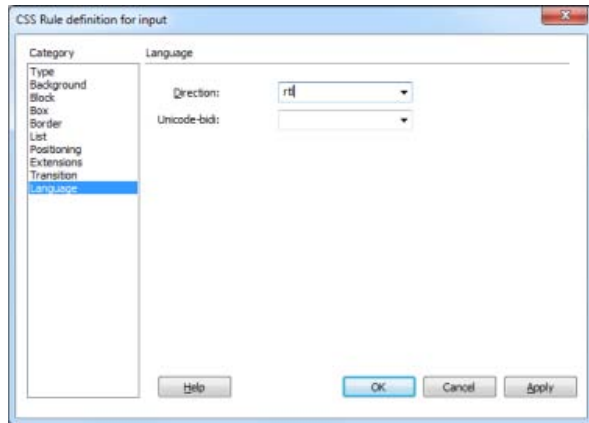 CSS Rule definition for input
Category
Language
Type
Background
Block
Box
Border
List
Positioning
Extensions
Transition
Language
Direction:
rtl
Unicode-bidi:
Help
OK
Cancel
Apply